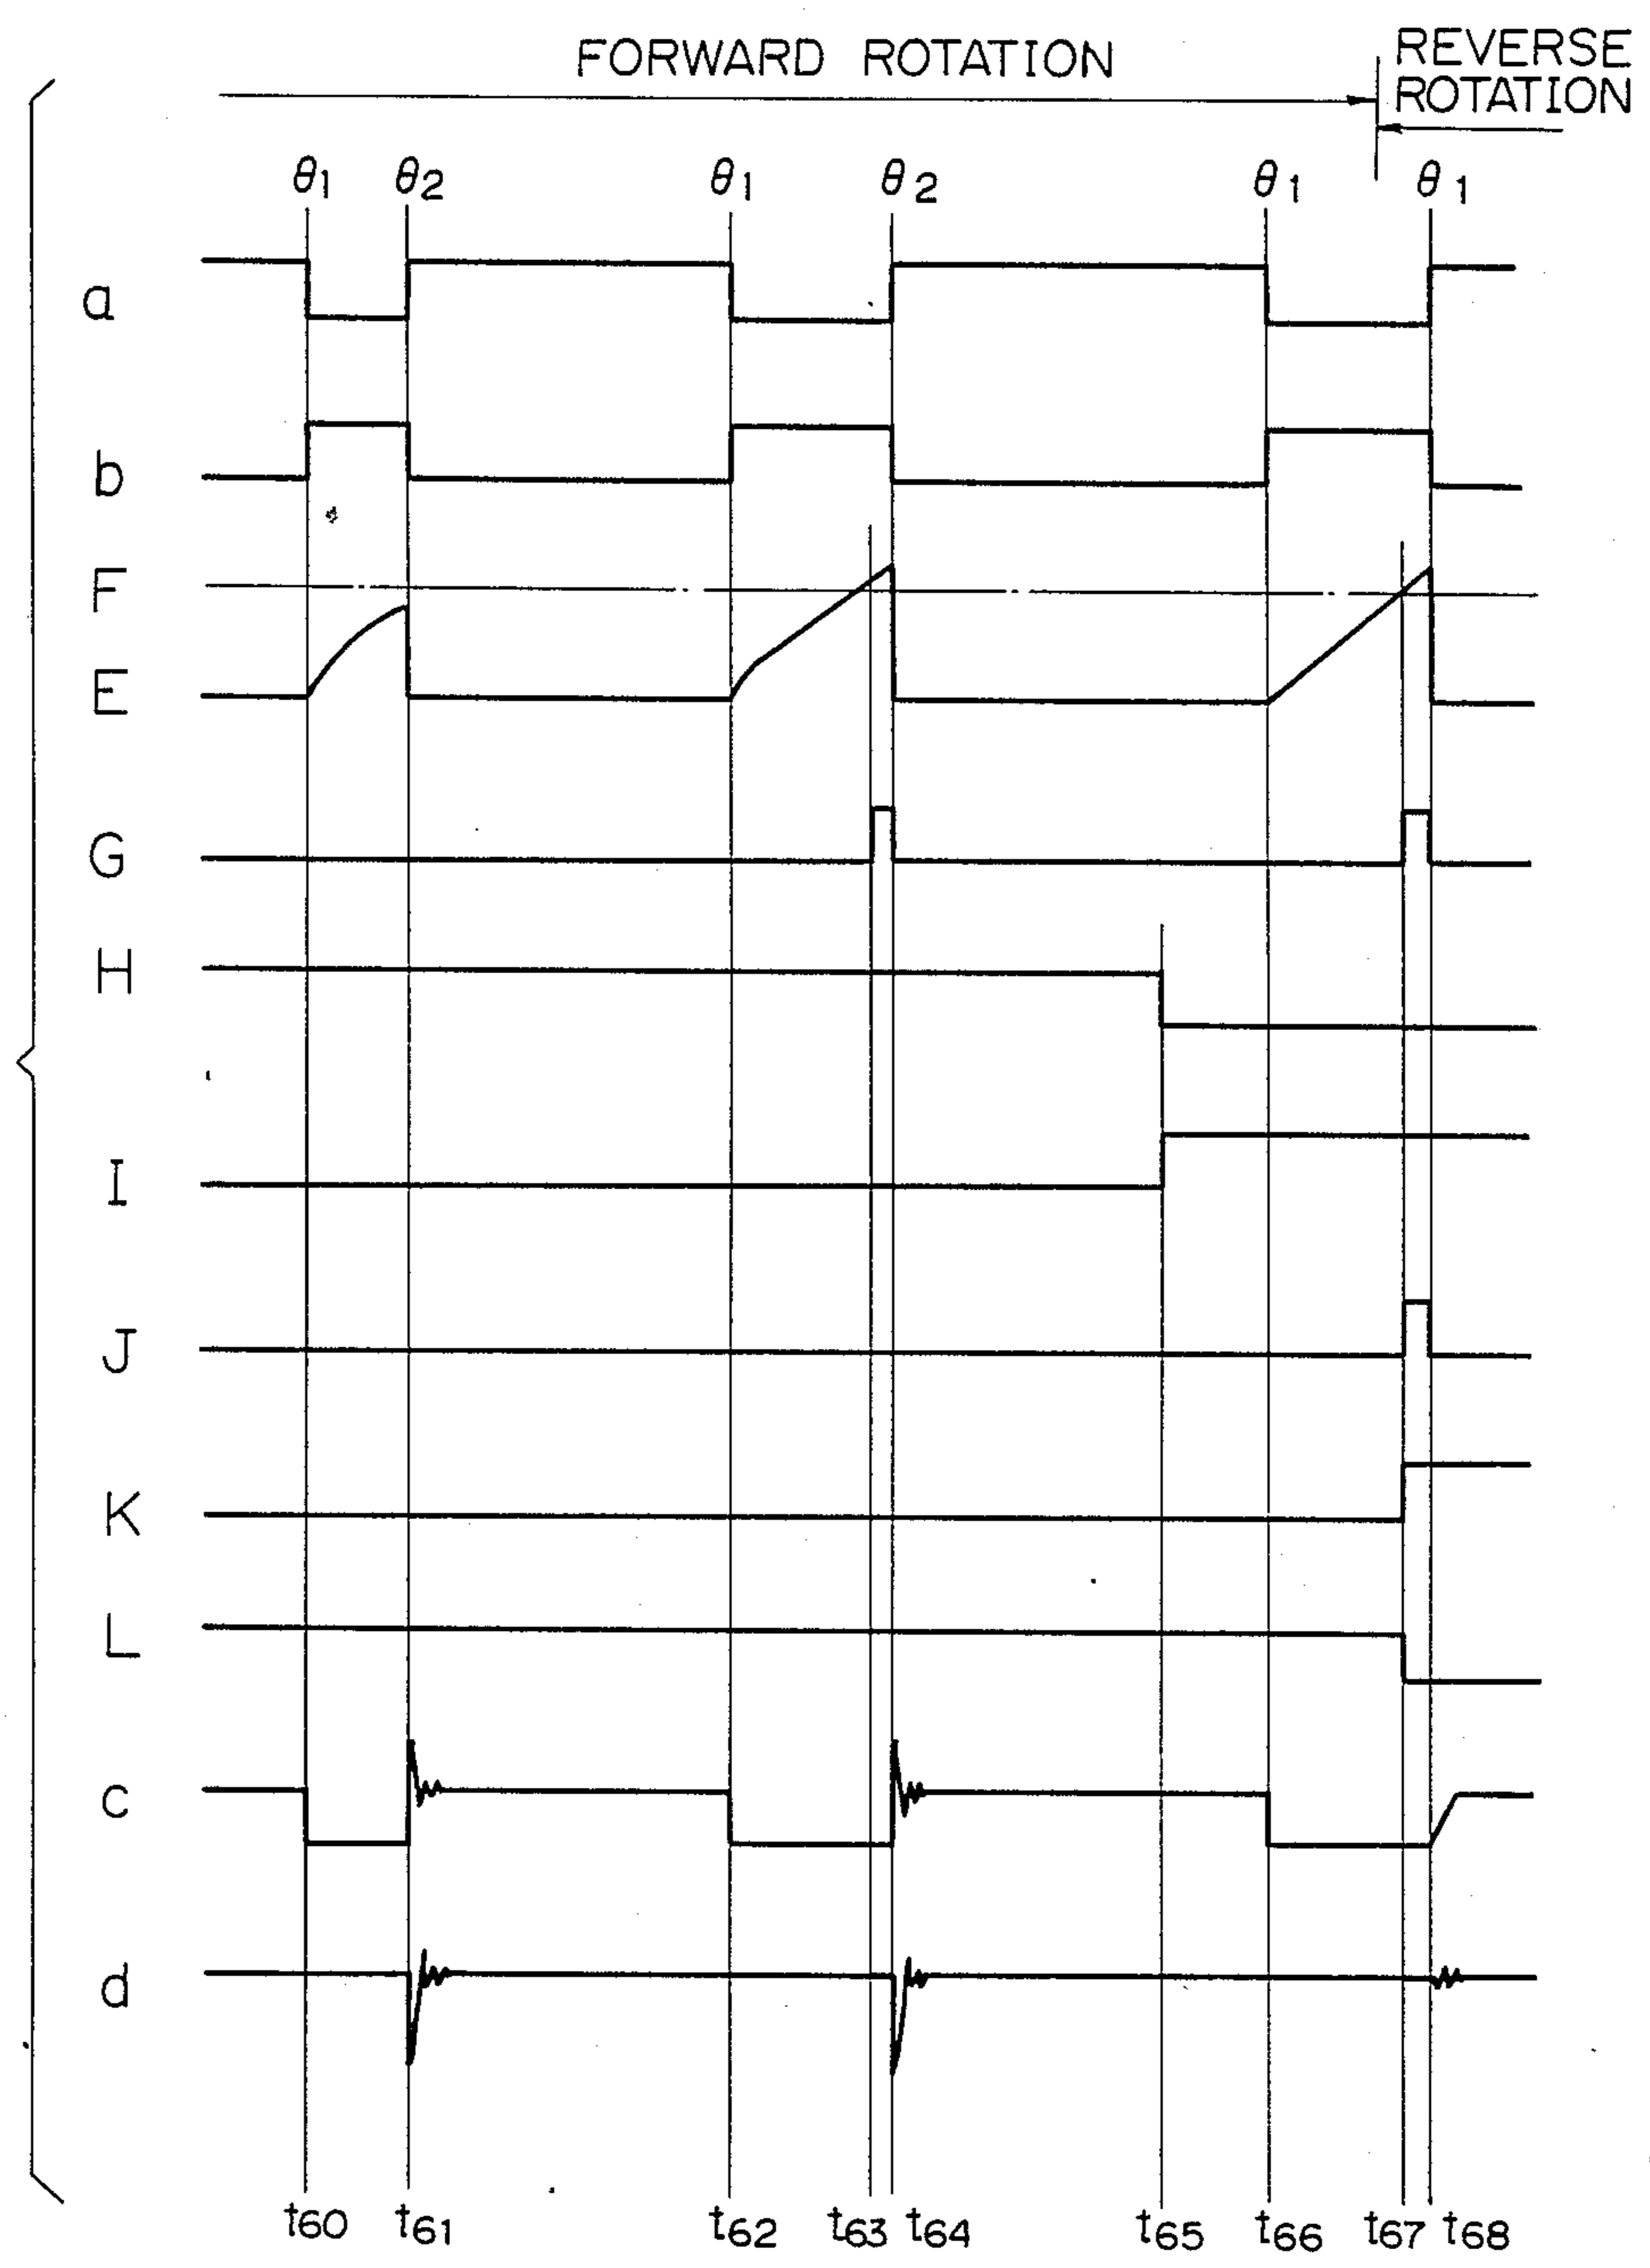 FORWARD ROTATION
REVERSE
ROTATION
θ1 θ2 θ1 θ2 θ1 θ1
a
b
F
E
G
H
I
J
K
L
c
d
t60 t61 t62 t63 t64 t65 t66 t67 t68